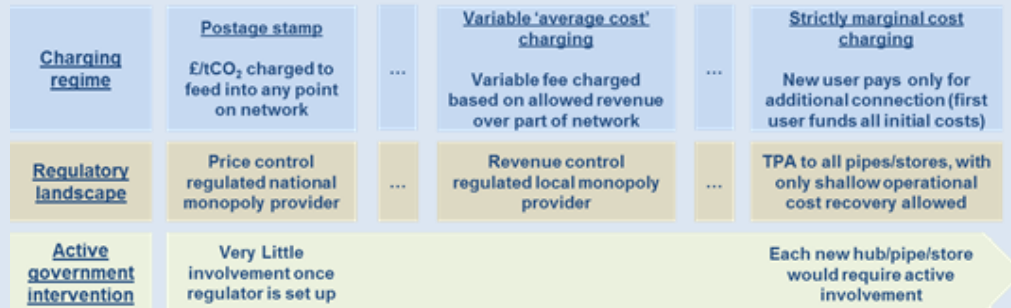 Charging
regime
Postage stamp
£/tCO₂ charged to
feed into any point
on network
...
Variable ‘average cost’
charging
Variable fee charged
based on allowed revenue
over part of network
...
Strictly marginal cost
charging
New user pays only for
additional connection (first
user funds all initial costs)
Regulatory
landscape
Price control
regulated national
monopoly provider
...
Revenue control
regulated local monopoly
provider
...
TPA to all pipes/stores, with
only shallow operational
cost recovery allowed
Active
government
intervention
Very Little
involvement once
regulator is set up
Each new hub/pipe/store
would require active
involvement